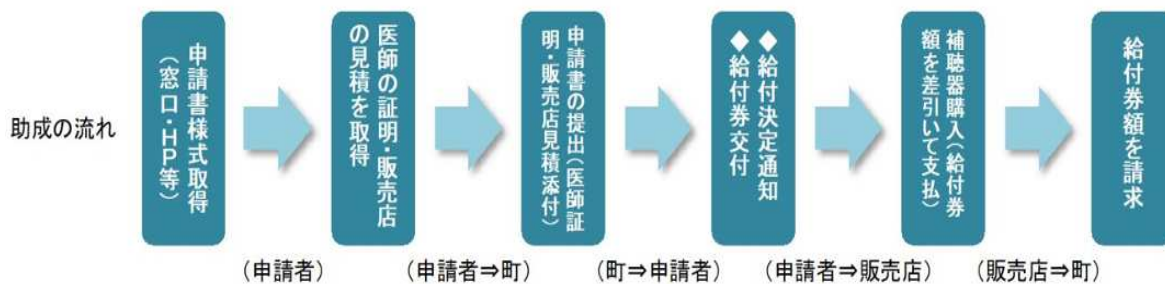 助成の流れ
申請書様式取得
（窓口・HP等）
医師の証明・販売店
の見積を取得
申請書の提出（医師証
明・販売店見積添付）
◆給付決定通知
◆給付券交付
補聴器購入（給付券
額を差引いて支払）
給付券額を請求
（申請者）
（申請者⇒町）
（町⇒申請者）
（申請者⇒販売店）
（販売店⇒町）